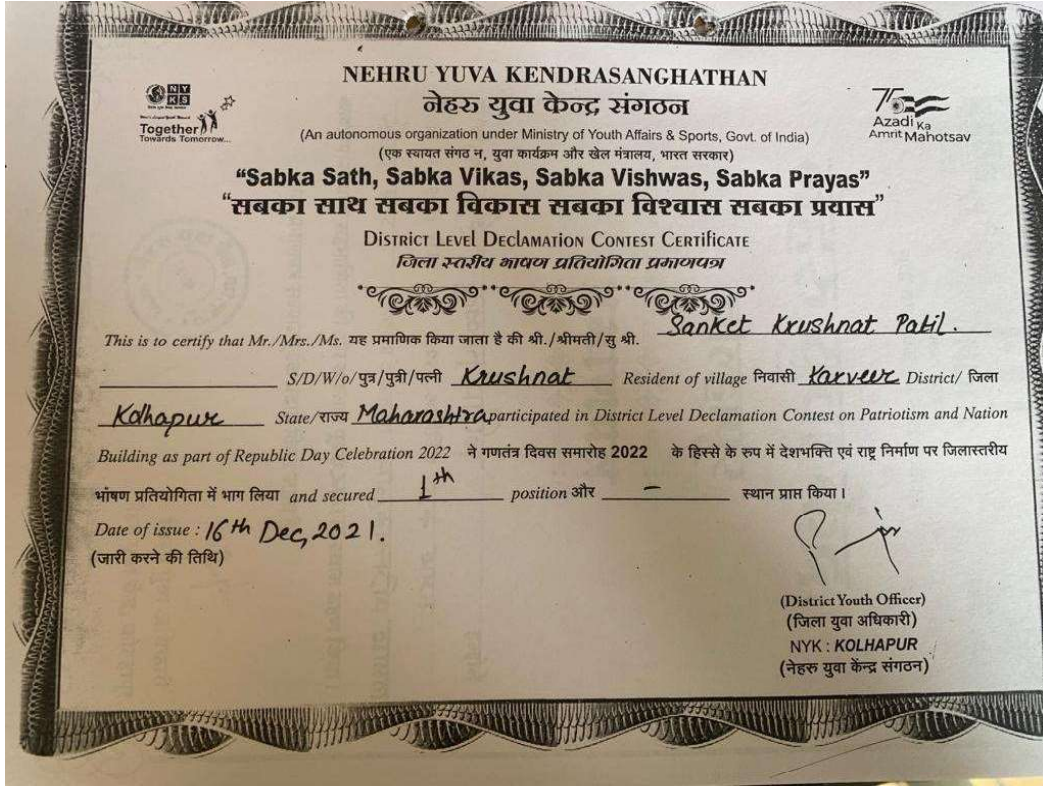 NEHRU YUVA KENDRASANGHATHAN
नेहरु युवा केन्द्र संगठन
NYKS
Together
Towards Tomorrow...
75
Azadi Ka
Amrit Mahotsav
(An autonomous organization under Ministry of Youth Affairs & Sports, Govt. of India)
(एक स्वायत संगठ न, युवा कार्यक्रम और खेल मंत्रालय, भारत सरकार)
“Sabka Sath, Sabka Vikas, Sabka Vishwas, Sabka Prayas”
“सबका साथ सबका विकास सबका विश्वास सबका प्रयास”
District Level Declamation Contest Certificate
जिला स्तरीय भाषण प्रतियोगिता प्रमाणपत्र
This is to certify that Mr./Mrs./Ms. यह प्रमाणिक किया जाता है की श्री./श्रीमती/सु श्री. Sanket Krushnat Patil.
S/D/W/o/पुत्र/पुत्री/पत्नी Krushnat Resident of village निवासी Karveer District/ जिला
Kolhapur State/राज्य Maharashtra participated in District Level Declamation Contest on Patriotism and Nation
Building as part of Republic Day Celebration 2022 ने गणतंत्र दिवस समारोह 2022 के हिस्से के रुप में देशभक्ति एवं राष्ट्र निर्माण पर जिलास्तरीय
भांषण प्रतियोगिता में भाग लिया and secured 1th position और - स्थान प्राप्त किया।
Date of issue : 16th Dec, 2021.
(जारी करने की तिथि)
(District Youth Officer)
(जिला युवा अधिकारी)
NYK : KOLHAPUR
(नेहरु युवा केंन्द्र संगठन)